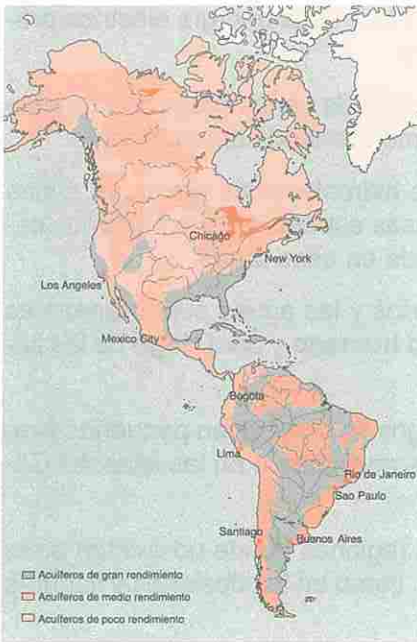 Chicago
New York
Los Angeles
Mexico City
Bogota
Lima
Rio de Janeiro
Sao Paulo
Santiago
Buenos Aires
Acuíferos de gran rendimiento
Acuíferos de medio rendimiento
Acuíferos de poco rendimiento